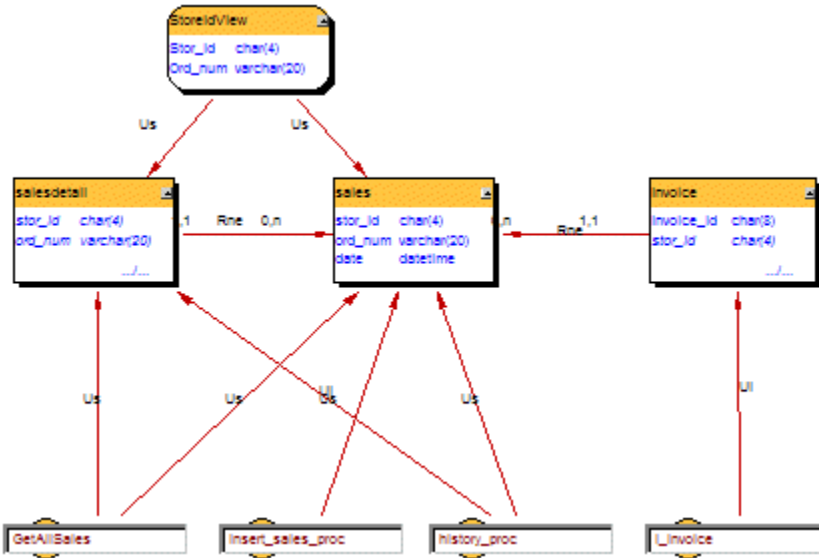 StoreIdView
Stor_Id char(4)
Ord_num varchar(20)
Us Us
salesdetail
stor_id char(4)
ord_num varchar(20)
.../...
1,1 Rne 0,n
sales
stor_id char(4)
ord_num varchar(20)
date datetime
0,n Rne 1,1
Invoice
Invoice_id char(8)
stor_id char(4)
.../...
Us Us UI Us Us UI
GetAllSales
Insert_sales_proc
history_proc
I_Invoice